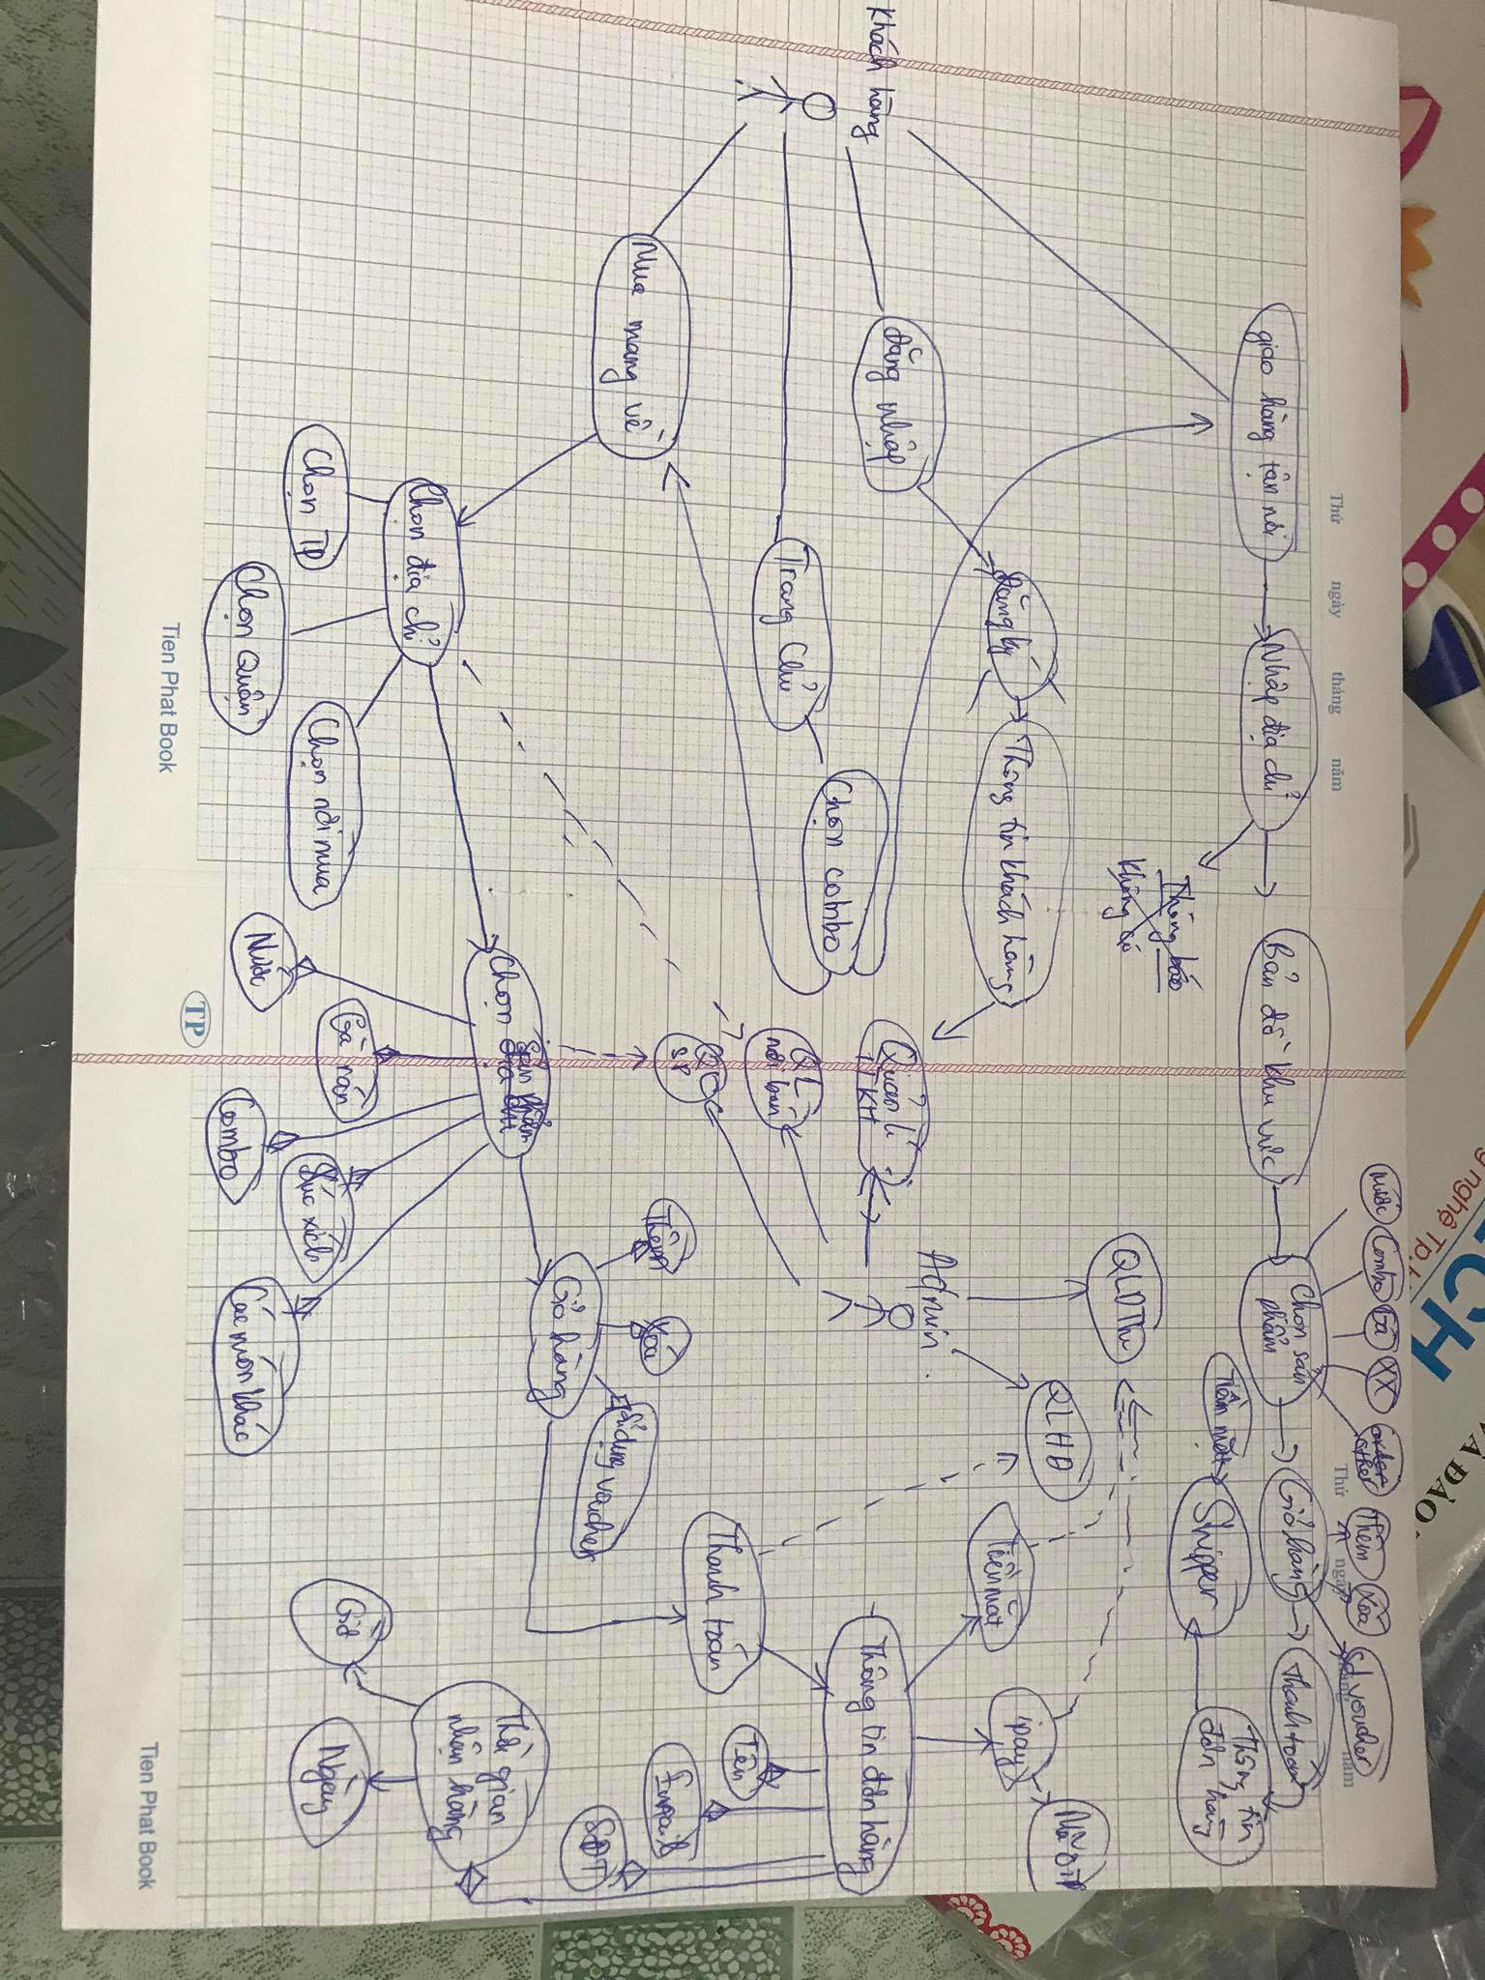 ECH
VÀ ĐÀO
g nghệ Tp.H
Nước
Combo
Gà
XX
order
other
Thêm
Xoá
Sd voucher
Thứ ngày tháng năm
Thứ ngày tháng năm
giao hàng tận nơi
Nhập địa chỉ
Bản đồ khu vực
Chọn sản
phẩm
Giỏ hàng
Thanh toán
Thông báo
Không có
Tiền mặt
Shipper
Thông tin
đơn hàng
QLDThu
QLHĐ
Mã OTP
ipay
Tiền mặt
Đăng ký
Thông tin khách hàng
Admin
Đăng nhập
Khách hàng
Quản lí
TTKH
Thông tin đơn hàng
Chọn combo
Trang Chủ
QL
nơi bán
Thanh toán
Tên
QL
SP
Email
Mua mang về
Thêm
Xoá
Sử dụng voucher
SĐT
Giỏ hàng
Chọn sản phẩm
địa chỉ
Thời gian
nhận hàng
Chọn địa chỉ
Gà rán
Giờ
Ngày
Chọn TP
Chọn nơi mua
Xúc xích
Nước
Chọn Quận
Combo
Các món khác
TP
Tien Phat Book
Tien Phat Book